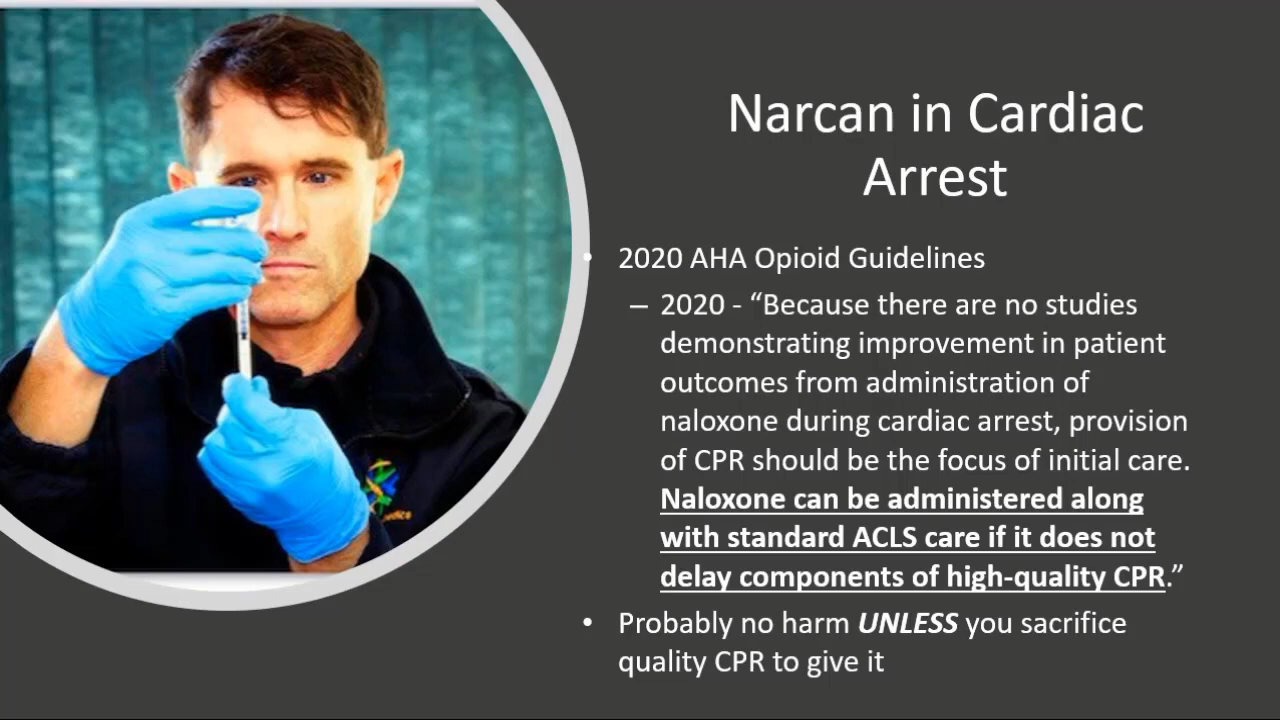 Narcan in Cardiac
Arrest
• 2020 AHA Opioid Guidelines
– 2020 - “Because there are no studies
demonstrating improvement in patient
outcomes from administration of
naloxone during cardiac arrest, provision
of CPR should be the focus of initial care.
Naloxone can be administered along
with standard ACLS care if it does not
delay components of high-quality CPR.”
• Probably no harm UNLESS you sacrifice
quality CPR to give it